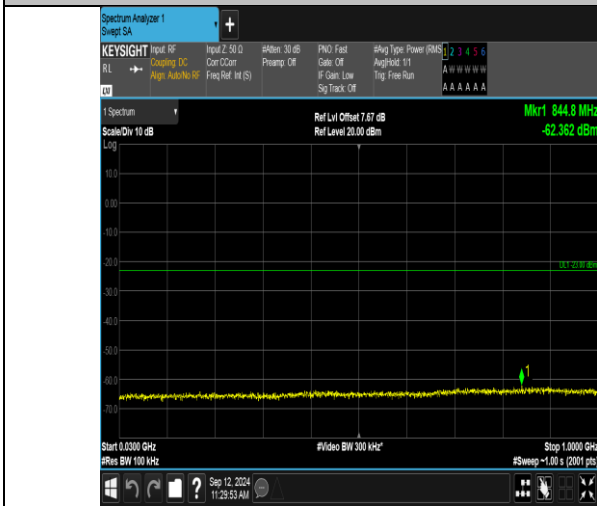 Spectrum Analyzer 1
Swept SA
+
KEYSIGHT
RL
Input: RF
Coupling: DC
Align: Auto/No RF
Input Z: 50 Ω
Corr CCorr
Freq Ref: Int (S)
#Atten: 30 dB
Preamp: Off
PNO: Fast
Gate: Off
IF Gain: Low
Sig Track: Off
#Avg Type: Power (RMS
Avg|Hold: 1/1
Trig: Free Run
1 2 3 4 5 6
A W W W W W
A A A A A A
1 Spectrum
Scale/Div 10 dB
Log
Ref Lvl Offset 7.67 dB
Ref Level 20.00 dBm
Mkr1 844.8 MHz
-62.362 dBm
10.0
0.00
-10.0
-20.0
DL1 -23.00 dBm
-30.0
-40.0
-50.0
1
-60.0
-70.0
Start 0.0300 GHz
#Res BW 100 kHz
#Video BW 300 kHz*
Stop 1.0000 GHz
#Sweep ~1.00 s (2001 pts)
?
Sep 12, 2024
11:29:53 AM